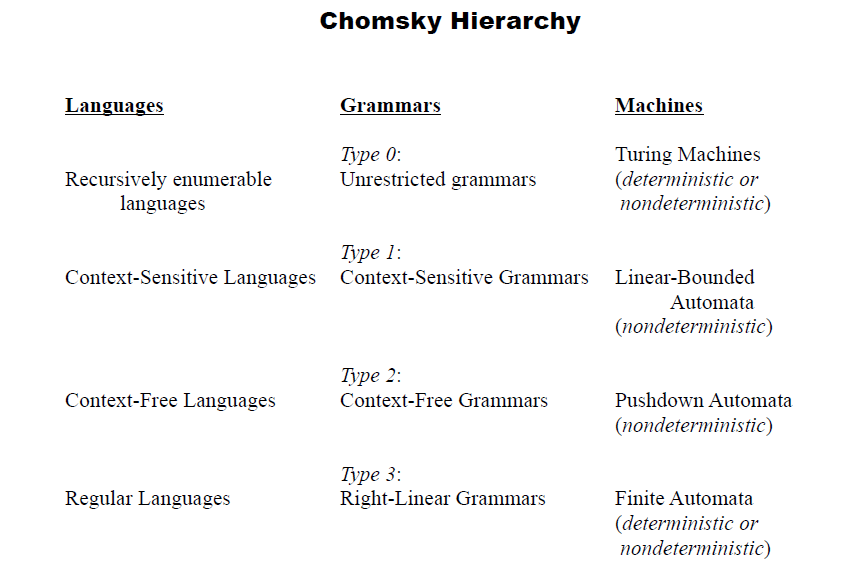 Chomsky Hierarchy
Languages Grammars Machines
Type 0: Turing Machines
Recursively enumerable Unrestricted grammars (deterministic or
languages nondeterministic)
Type 1:
Context-Sensitive Languages Context-Sensitive Grammars Linear-Bounded
Automata
(nondeterministic)
Type 2:
Context-Free Languages Context-Free Grammars Pushdown Automata
(nondeterministic)
Type 3:
Regular Languages Right-Linear Grammars Finite Automata
(deterministic or
nondeterministic)